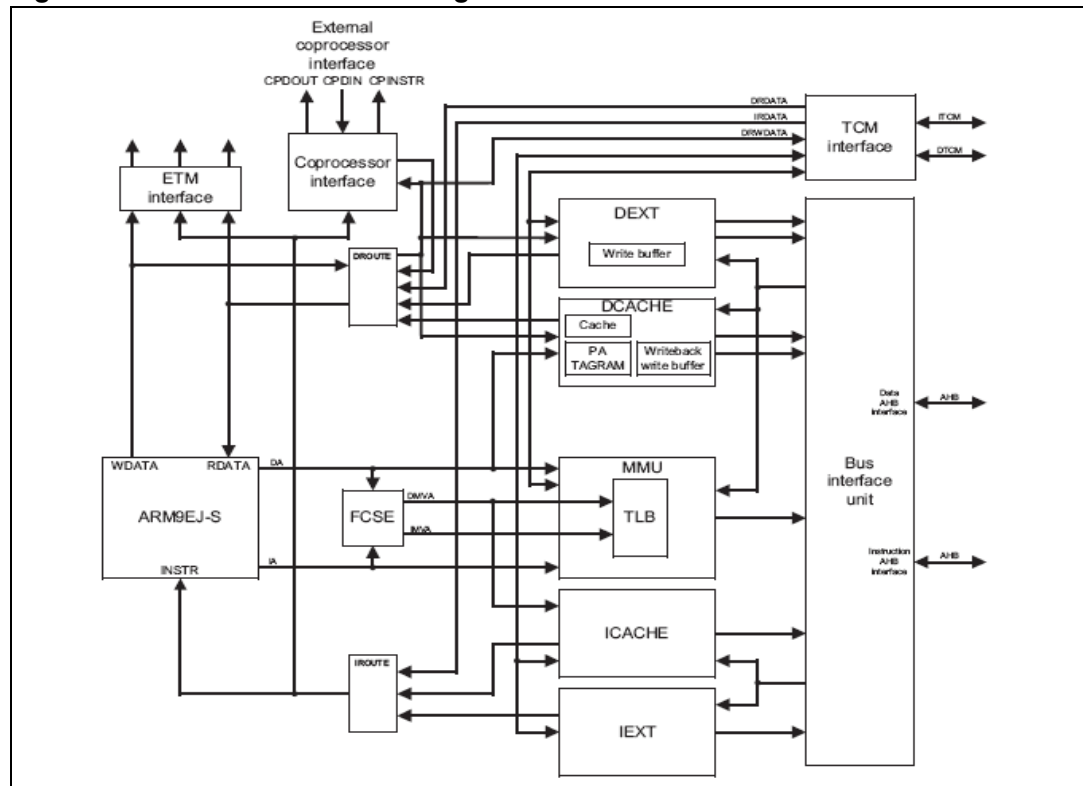 External
coprocessor
interface
CPDOUT CPDIN CPINSTR
DRDATA
IRDATA
DRWDATA
TCM
interface
ITCM
DTCM
Coprocessor
interface
ETM
interface
DEXT
Write buffer
DROUTE
DCACHE
Cache
PA
TAGRAM
Writeback
write buffer
Data
AHB
interface
AHB
WDATA
RDATA
DA
MMU
Bus
interface
unit
ARM9EJ-S
FCSE
DMVA
IMVA
TLB
INSTR
IA
Instruction
AHB
interface
AHB
ICACHE
IROUTE
IEXT